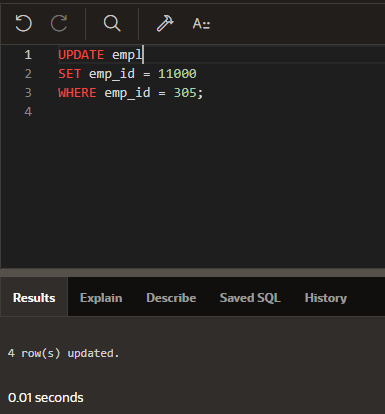 A::
1 UPDATE empl
2 SET emp_id = 11000
3 WHERE emp_id = 305;
4
Results Explain Describe Saved SQL History
4 row(s) updated.
0.01 seconds